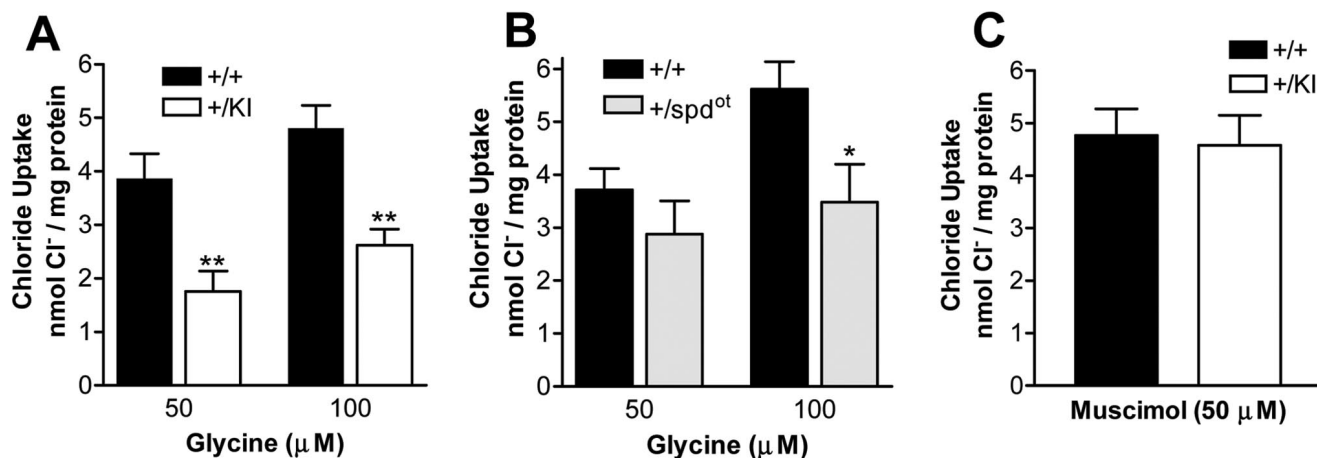 A
Chloride Uptake
nmol Cl⁻ / mg protein
6
5
4
3
2
1
0
+/+
+/KI
**
**
50
100
Glycine (μM)
B
Chloride Uptake
nmol Cl⁻ / mg protein
6
5
4
3
2
1
0
+/+
+/spd^ot
*
50
100
Glycine (μM)
C
Chloride Uptake
nmol Cl⁻ / mg protein
6
5
4
3
2
1
0
+/+
+/KI
Muscimol (50 μM)